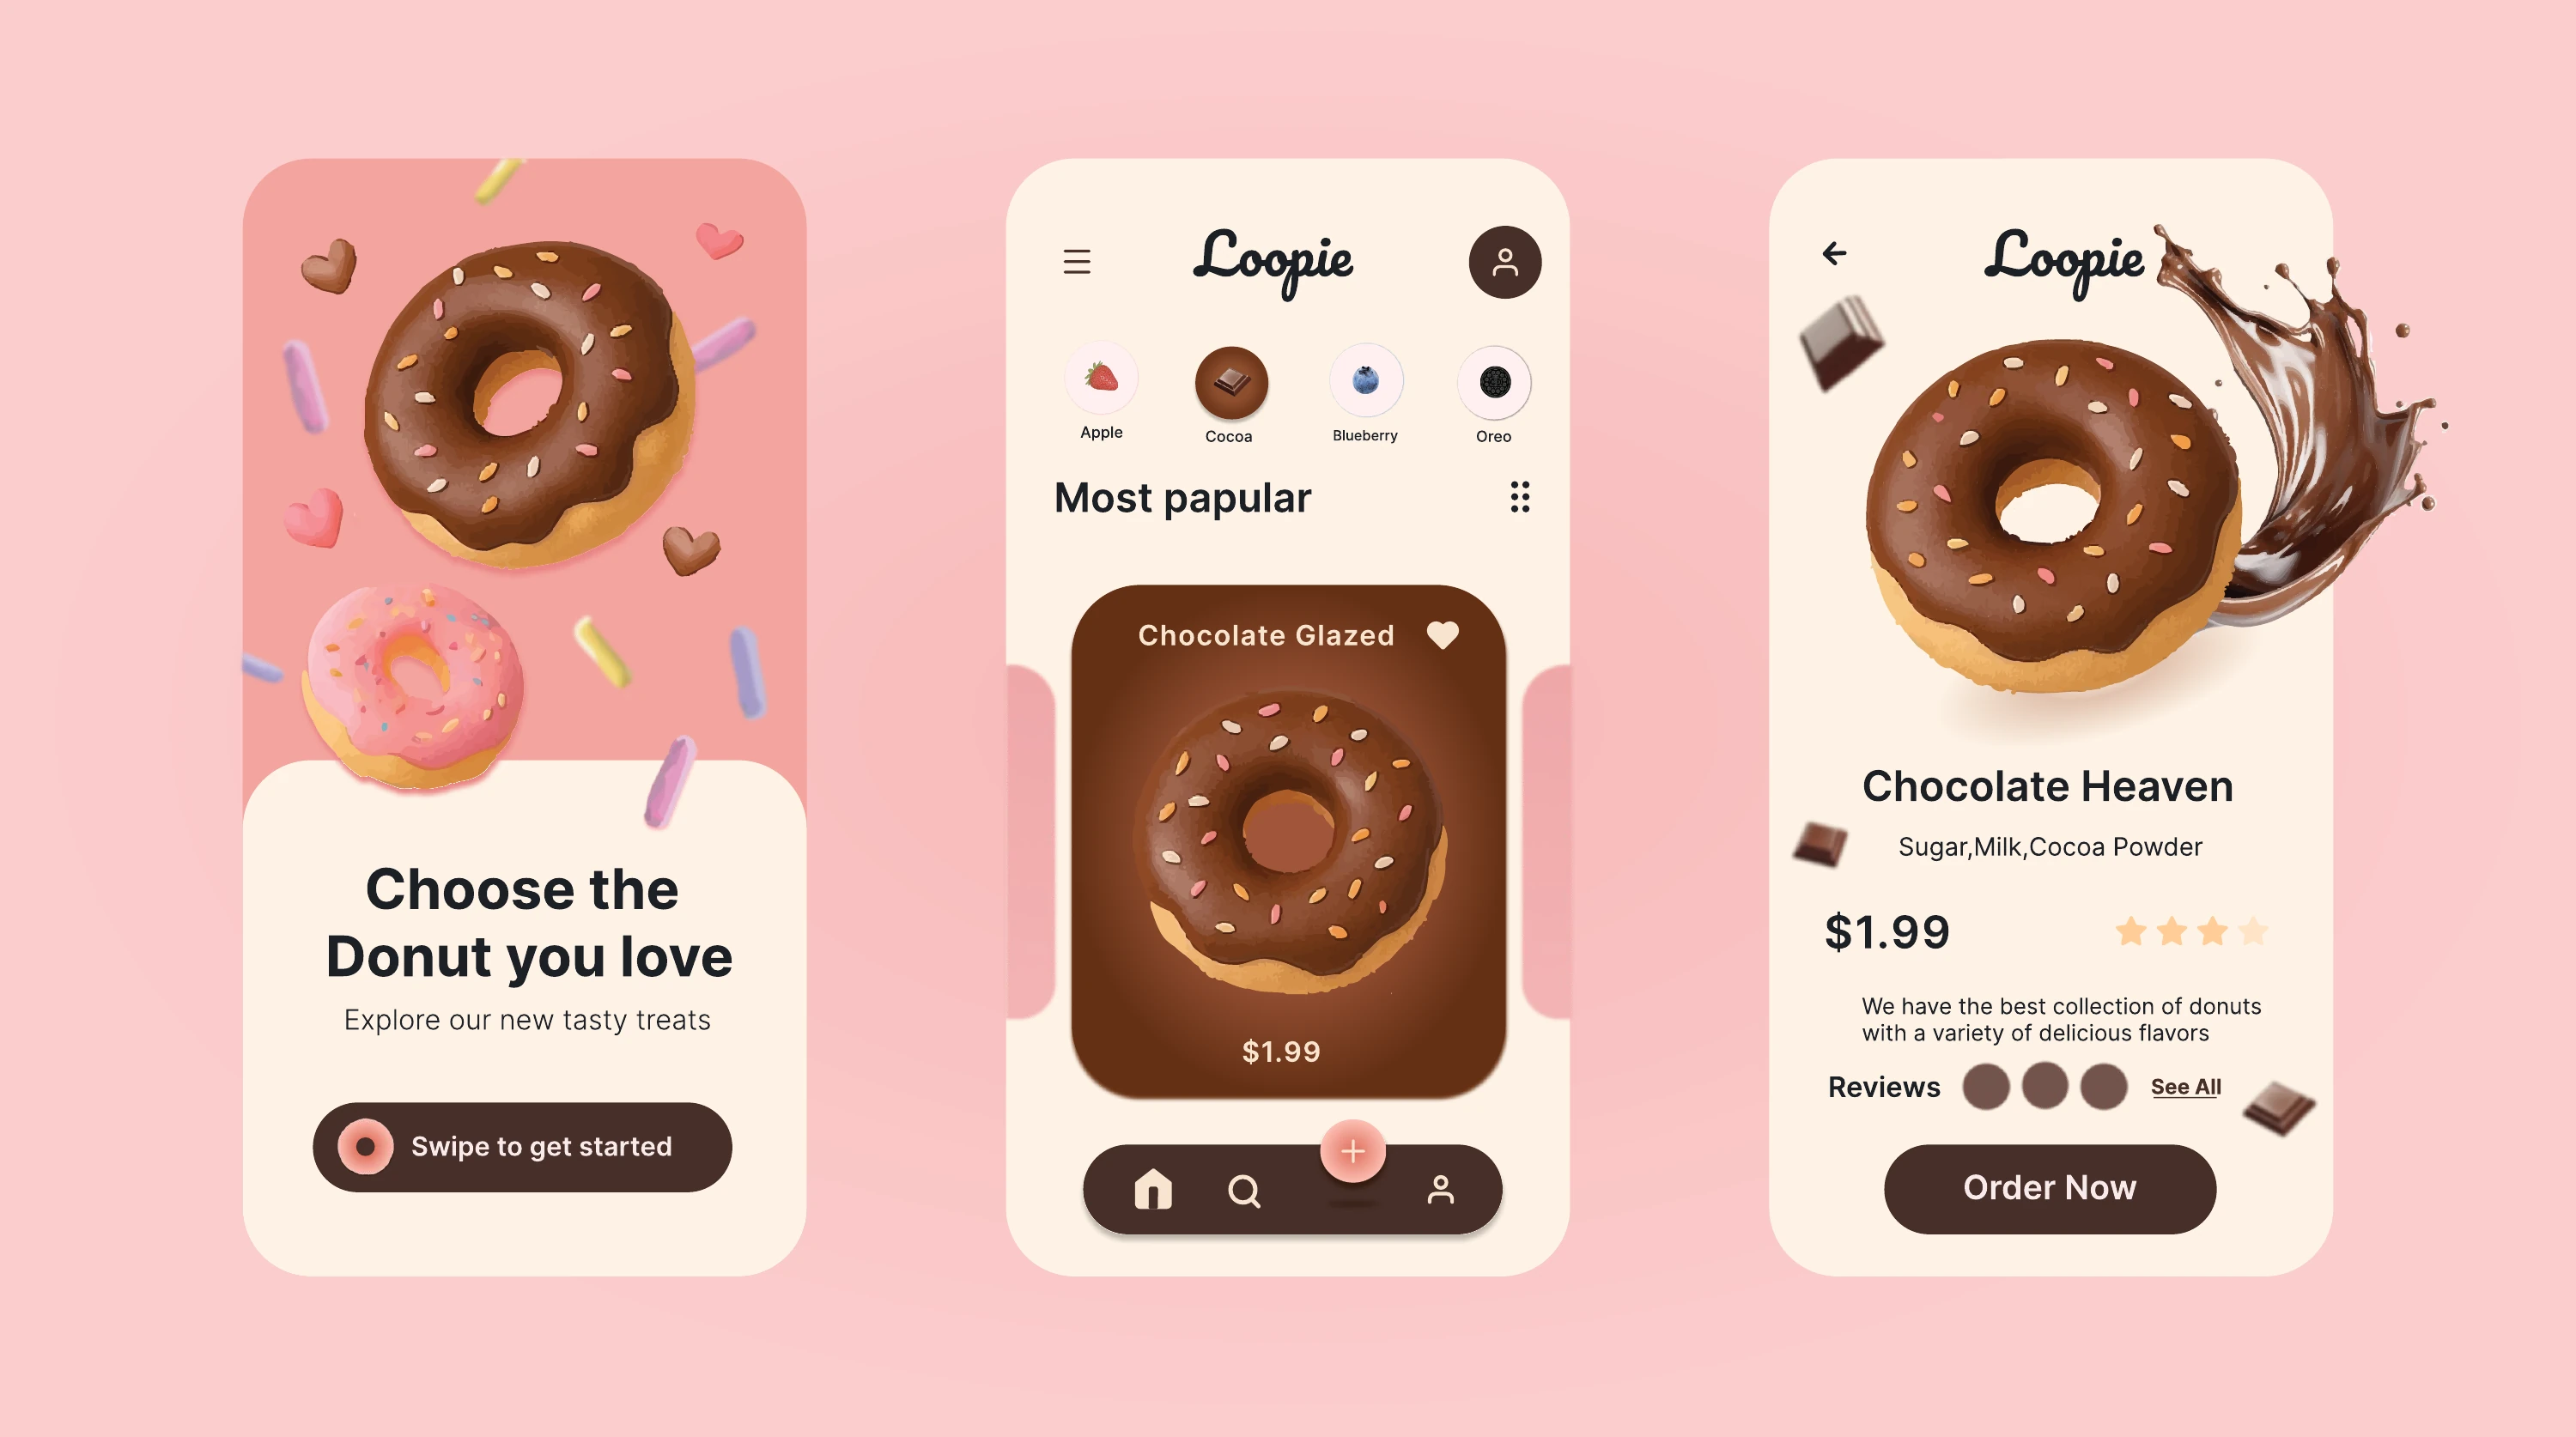 Choose the
Donut you love
Explore our new tasty treats
Swipe to get started
Loopie
Apple
Cocoa
Blueberry
Oreo
Most papular
Chocolate Glazed
$1.99
Loopie
Chocolate Heaven
Sugar,Milk,Cocoa Powder
$1.99
We have the best collection of donuts
with a variety of delicious flavors
Reviews
See All
Order Now